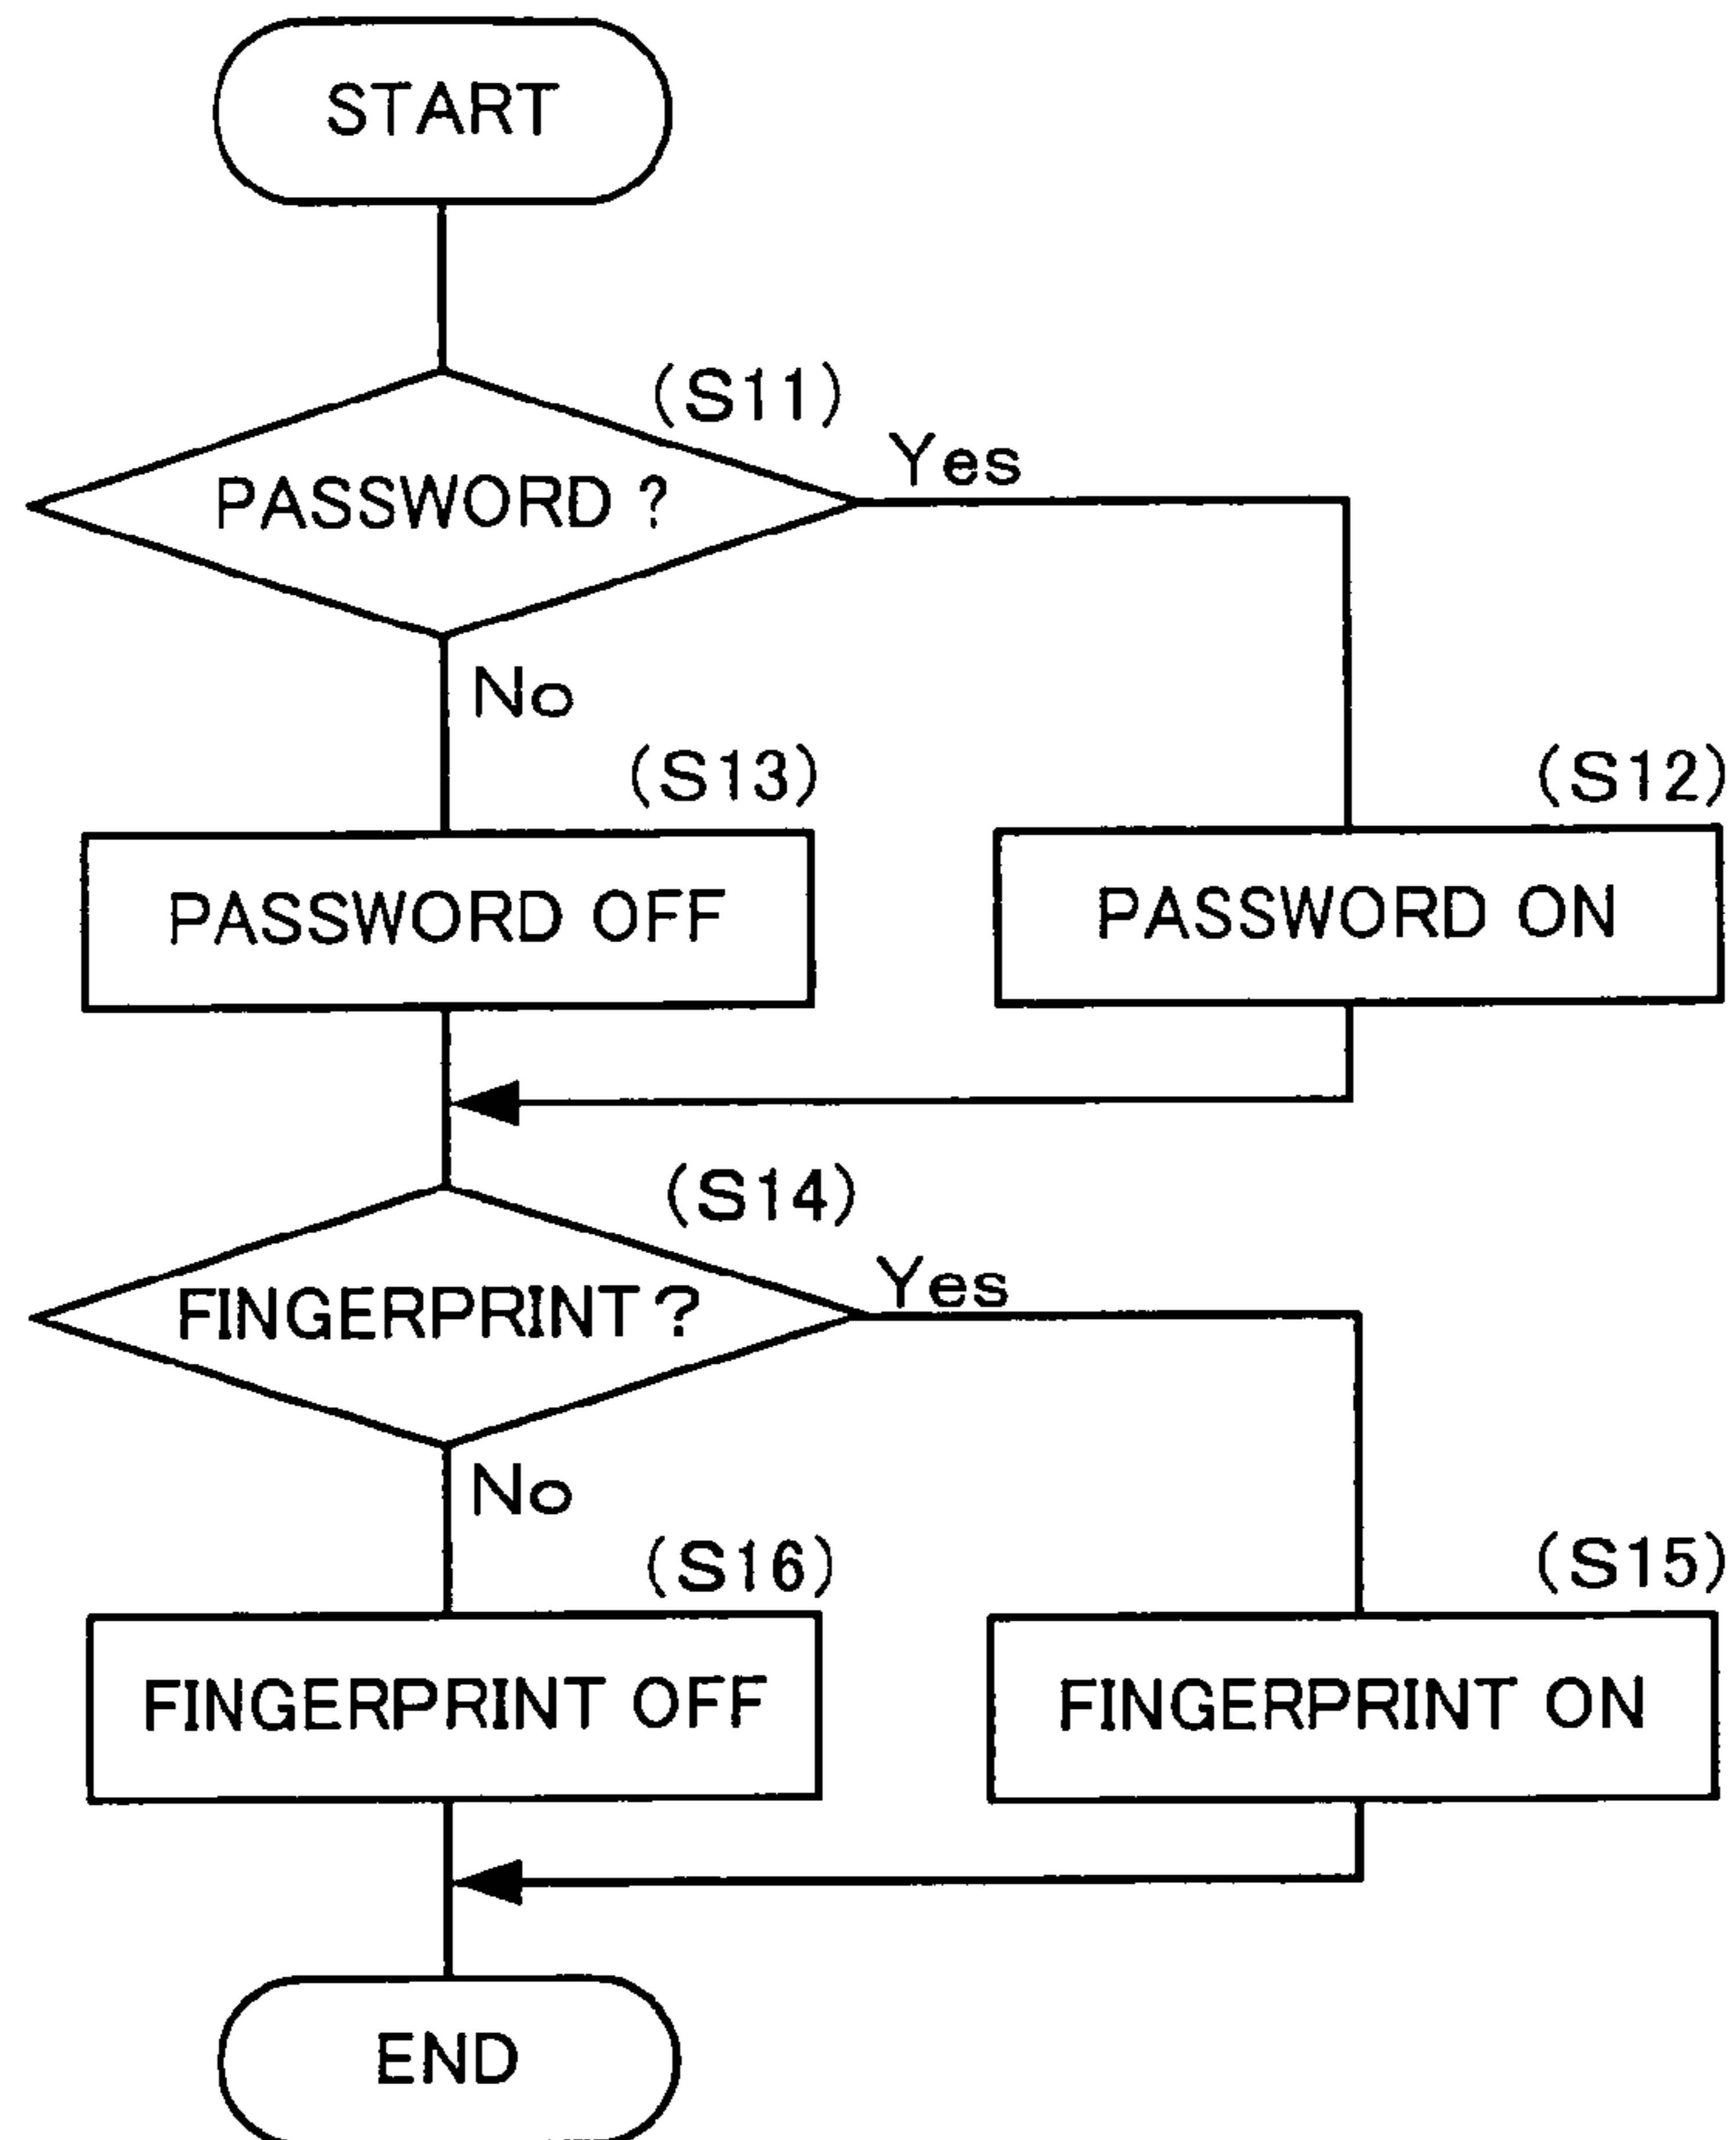 START
(S11)
PASSWORD ?
Yes
No
(S13)
(S12)
PASSWORD OFF
PASSWORD ON
(S14)
FINGERPRINT ?
Yes
No
(S16)
(S15)
FINGERPRINT OFF
FINGERPRINT ON
END